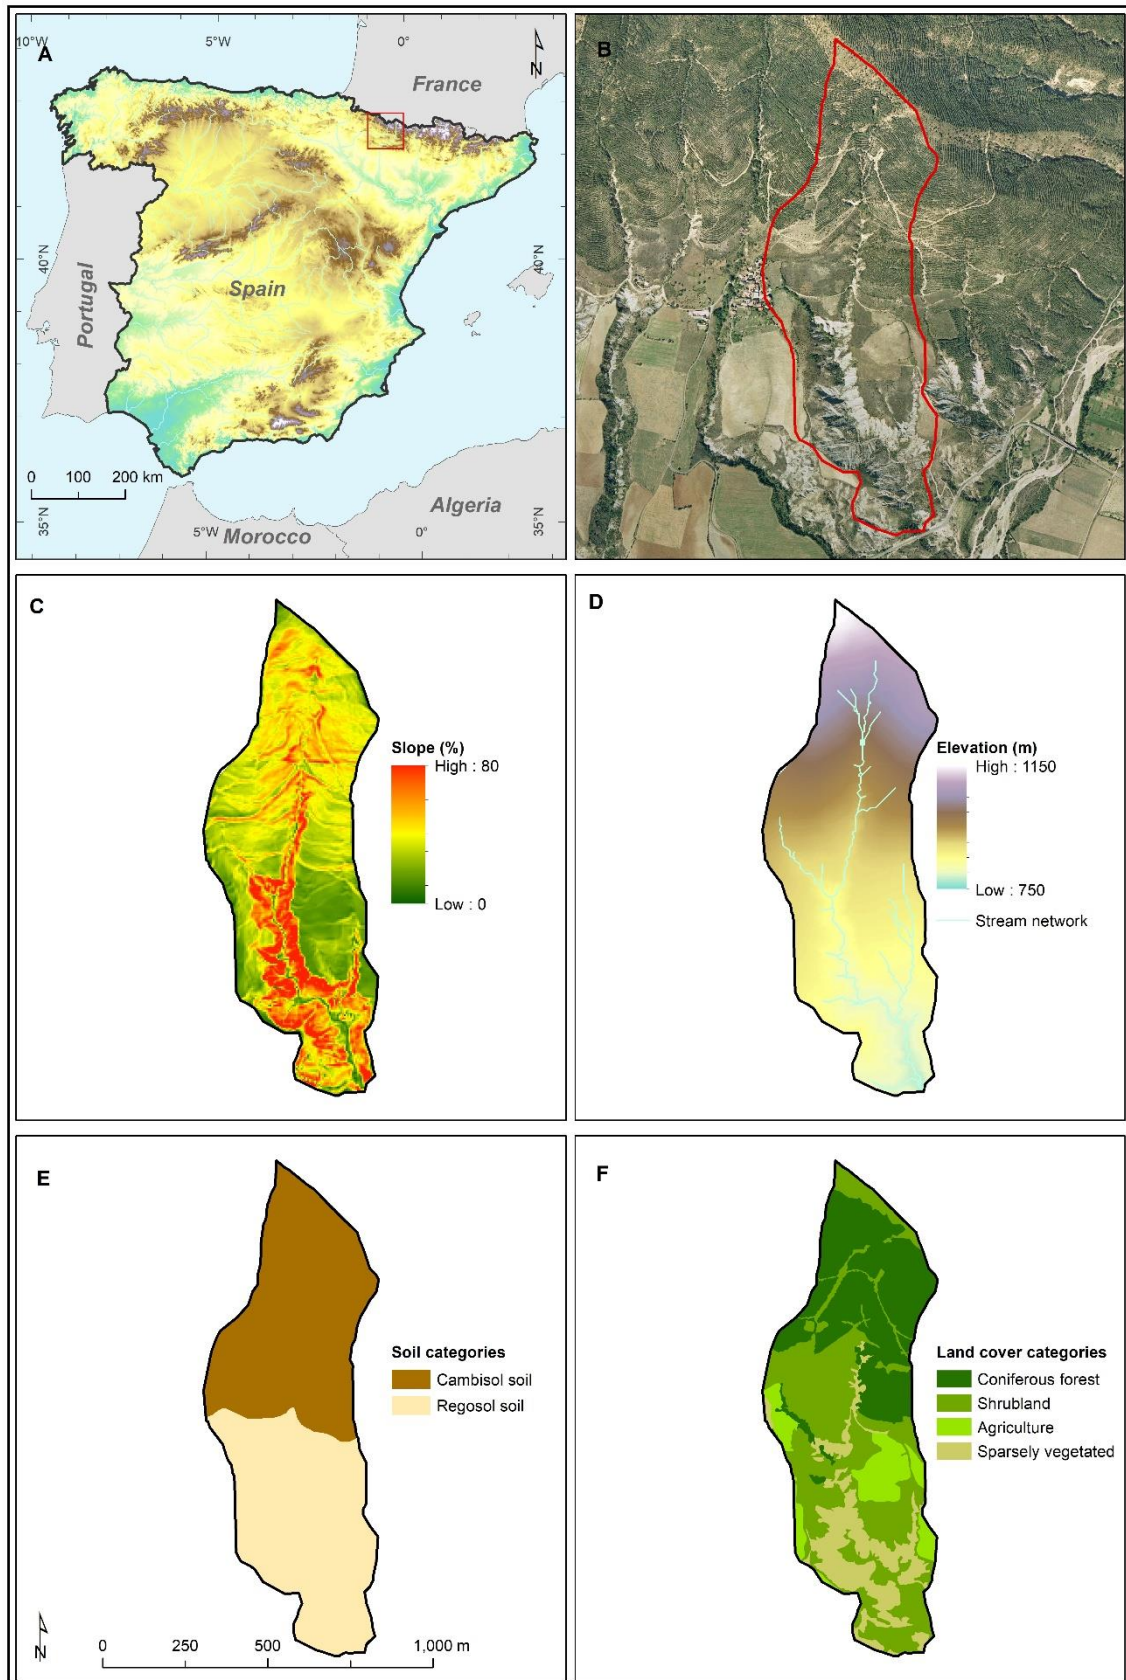 A
10°W
5°W
0°
N
France
40°N
40°N
Portugal
Spain
0 100 200 km
35°N
5°W
Morocco
Algeria
0°
35°N
B
C
Slope (%)
High : 80
Low : 0
D
Elevation (m)
High : 1150
Low : 750
Stream network
E
Soil categories
Cambisol soil
Regosol soil
N
0 250 500 1,000 m
F
Land cover categories
Coniferous forest
Shrubland
Agriculture
Sparsely vegetated